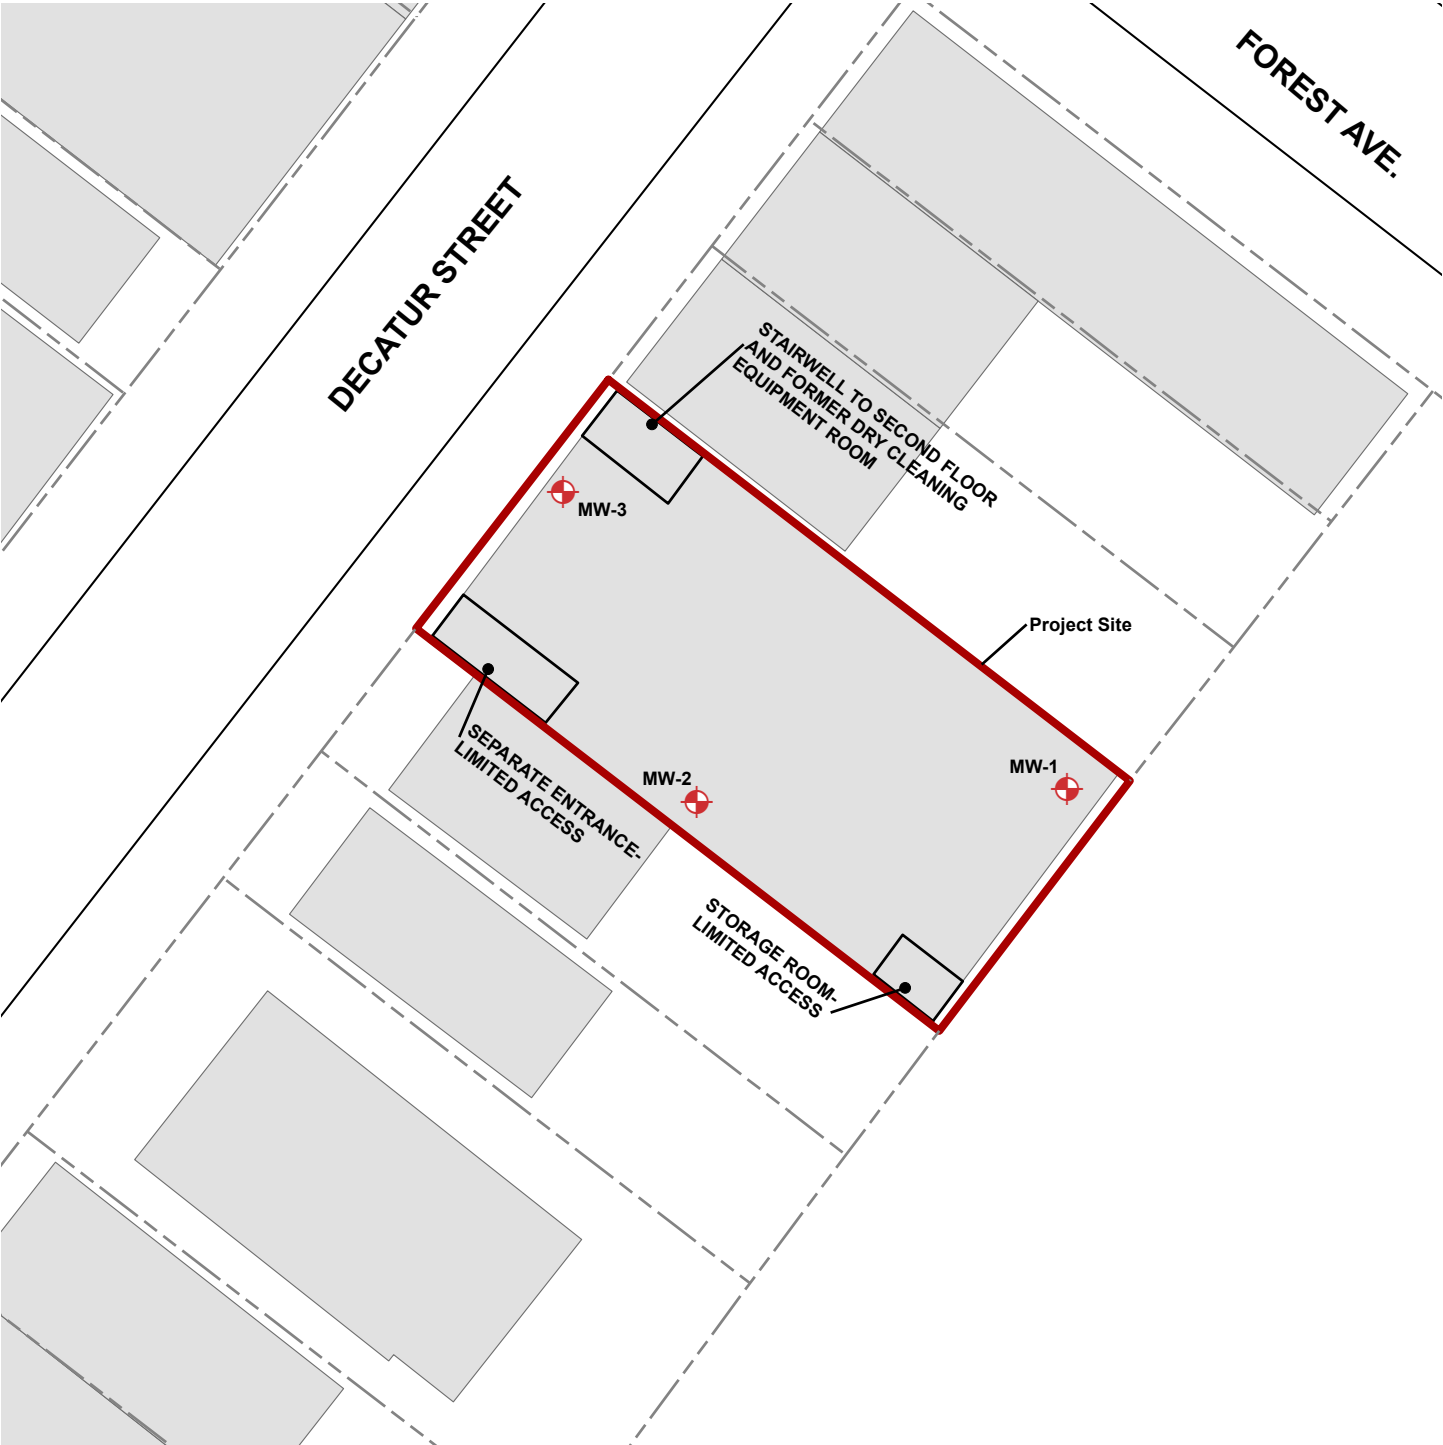 FOREST AVE.
DECATUR STREET
STAIRWELL TO SECOND FLOOR
AND FORMER DRY CLEANING
EQUIPMENT ROOM
MW-3
Project Site
SEPARATE ENTRANCE-
LIMITED ACCESS
MW-2
MW-1
STORAGE ROOM-
LIMITED ACCESS